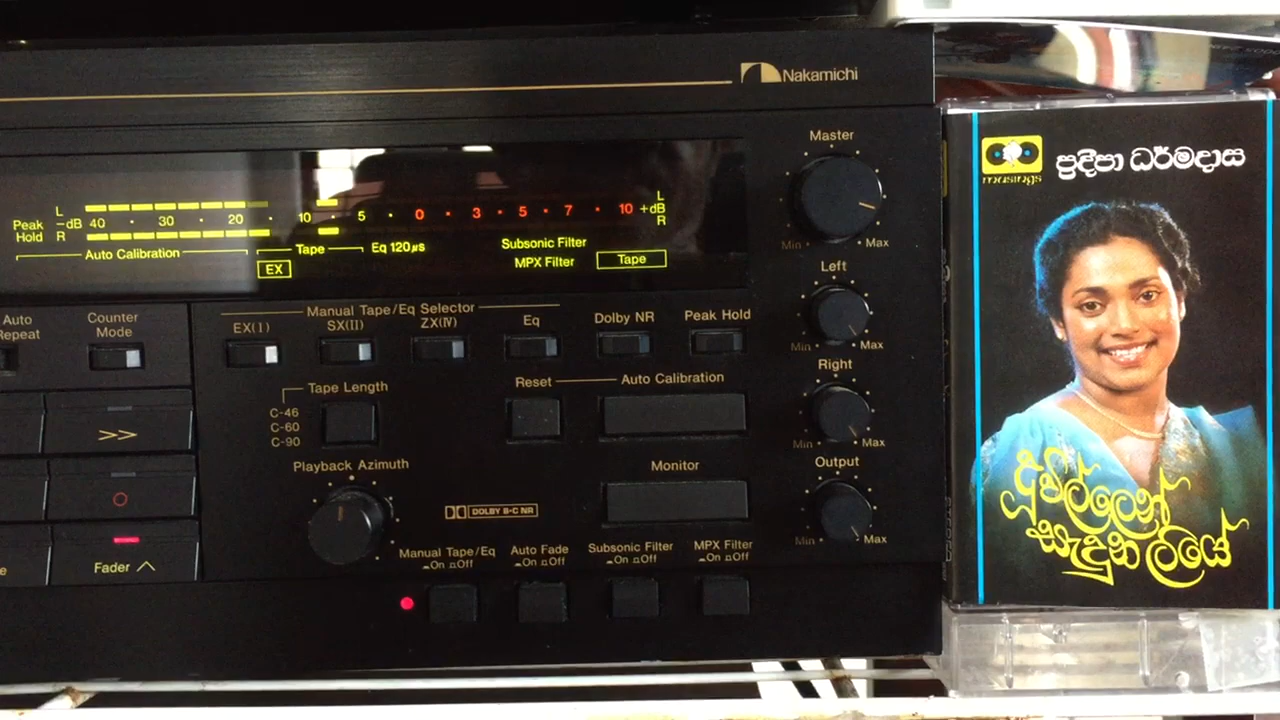 Nakamichi
Master
Min Max
Peak Hold
L
R
-dB 40 30 20 10 5 0 3 5 7 10 +dB
L
R
Auto Calibration
Tape
Eq 120µs
EX
Subsonic Filter
MPX Filter
Tape
Left
Min Max
Auto Repeat
Counter Mode
Manual Tape/Eq Selector
EX(I)
SX(II)
ZX(IV)
Eq
Dolby NR
Peak Hold
Right
Min Max
Tape Length
C-46
C-60
C-90
Reset
Auto Calibration
>>
Playback Azimuth
Monitor
Output
Min Max
DOLBY B-C NR
Fader
Manual Tape/Eq
On Off
Auto Fade
On Off
Subsonic Filter
On Off
MPX Filter
On Off
musings
ප්‍රදීපා ධර්මදාස
දූවිල්ලෙන්
සැදුන ලියේ